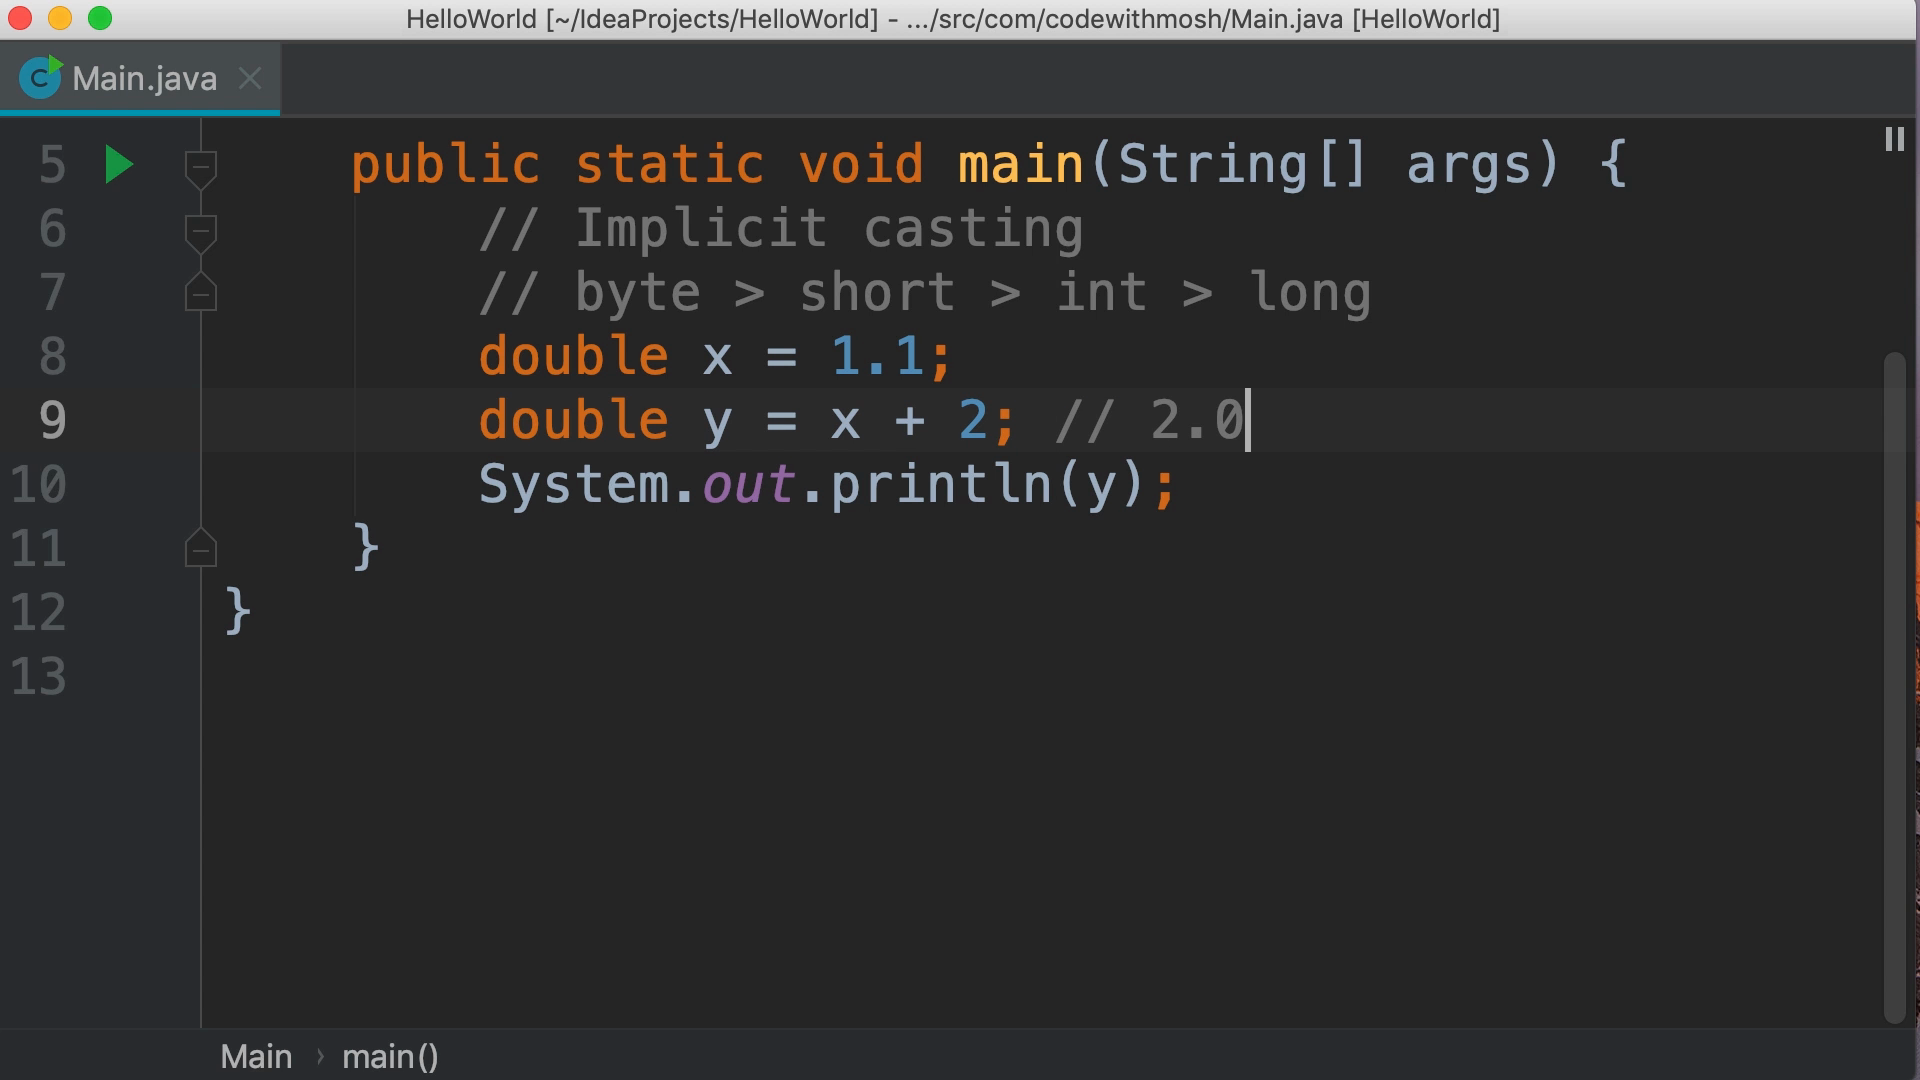 HelloWorld [~/IdeaProjects/HelloWorld] - .../src/com/codewithmosh/Main.java [HelloWorld]
Main.java
5 public static void main(String[] args) {
6 // Implicit casting
7 // byte > short > int > long
8 double x = 1.1;
9 double y = x + 2; // 2.0
10 System.out.println(y);
11 }
12 }
13
Main › main()